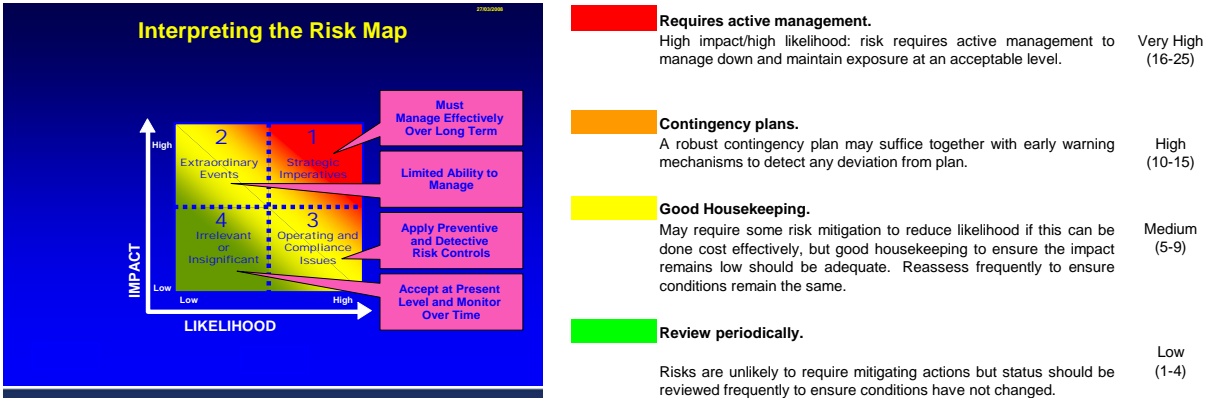 27/03/2008
Interpreting the Risk Map
Must
Manage Effectively
Over Long Term
Limited Ability to
Manage
Apply Preventive
and Detective
Risk Controls
Accept at Present
Level and Monitor
Over Time
High
2
Extraordinary
Events
1
Strategic
Imperatives
4
Irrelevant
or
Insignificant
3
Operating and
Compliance
Issues
IMPACT
Low
Low
High
LIKELIHOOD
Requires active management.
High impact/high likelihood: risk requires active management to
manage down and maintain exposure at an acceptable level.
Very High
(16-25)
Contingency plans.
A robust contingency plan may suffice together with early warning
mechanisms to detect any deviation from plan.
High
(10-15)
Good Housekeeping.
May require some risk mitigation to reduce likelihood if this can be
done cost effectively, but good housekeeping to ensure the impact
remains low should be adequate. Reassess frequently to ensure
conditions remain the same.
Medium
(5-9)
Review periodically.
Risks are unlikely to require mitigating actions but status should be
reviewed frequently to ensure conditions have not changed.
Low
(1-4)